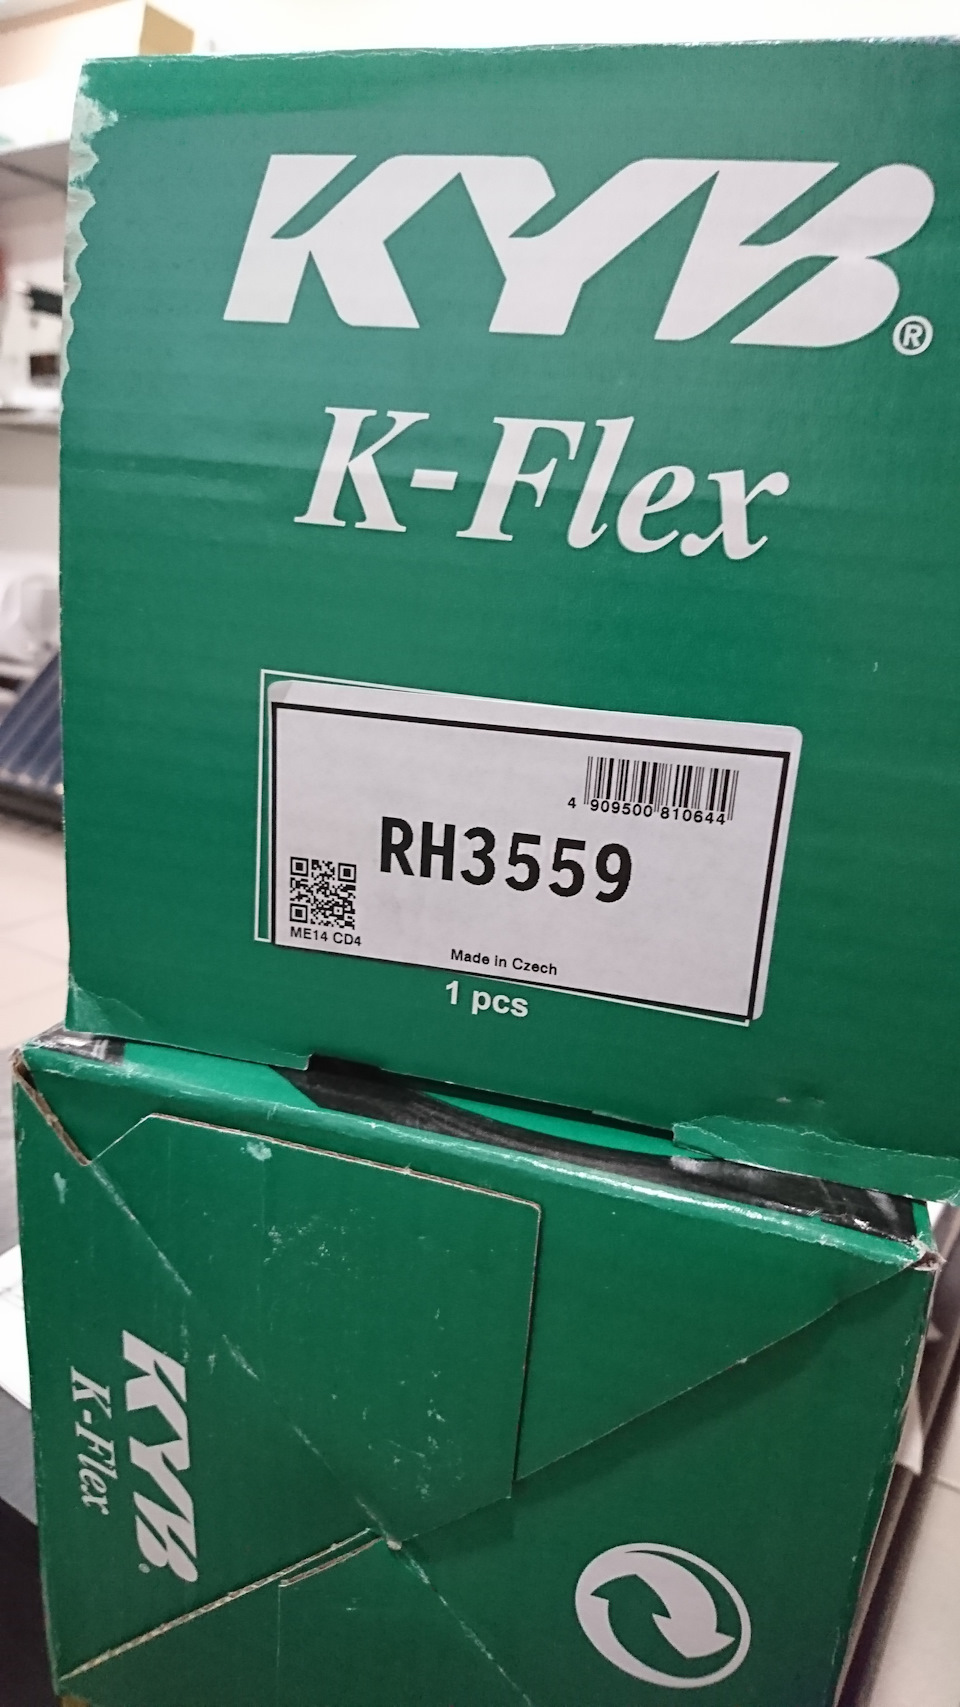 KYB®
K-Flex
4 909500 810644
RH3559
ME14 CD4
Made in Czech
1 pcs
KYB®
K-Flex